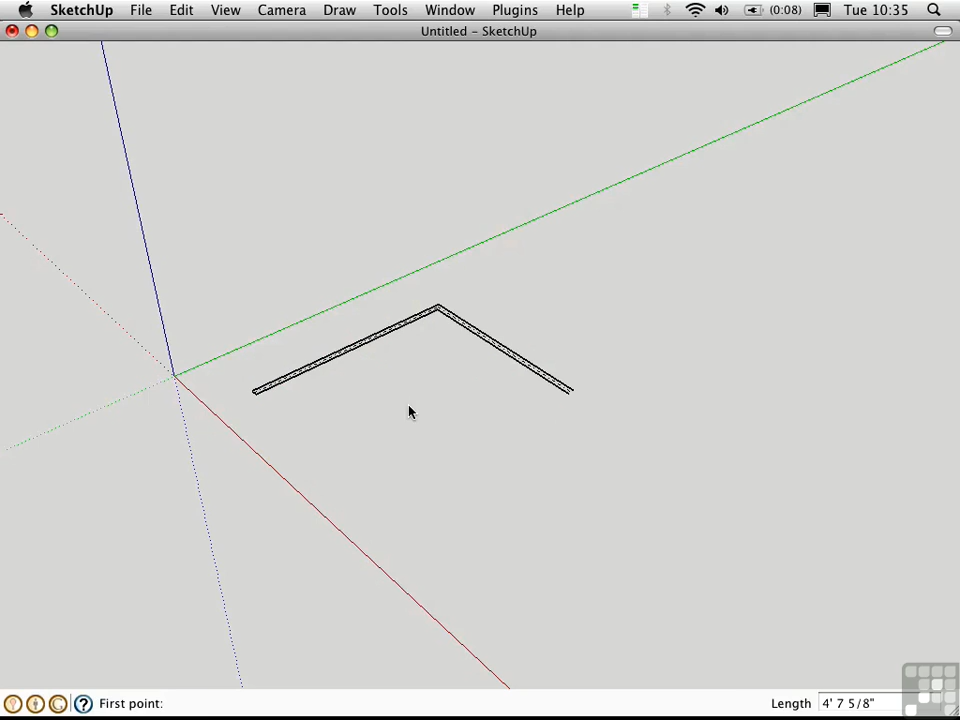 SketchUp File Edit View Camera Draw Tools Window Plugins Help (0:08) Tue 10:35
Untitled – SketchUp
First point: Length 4' 7 5/8"